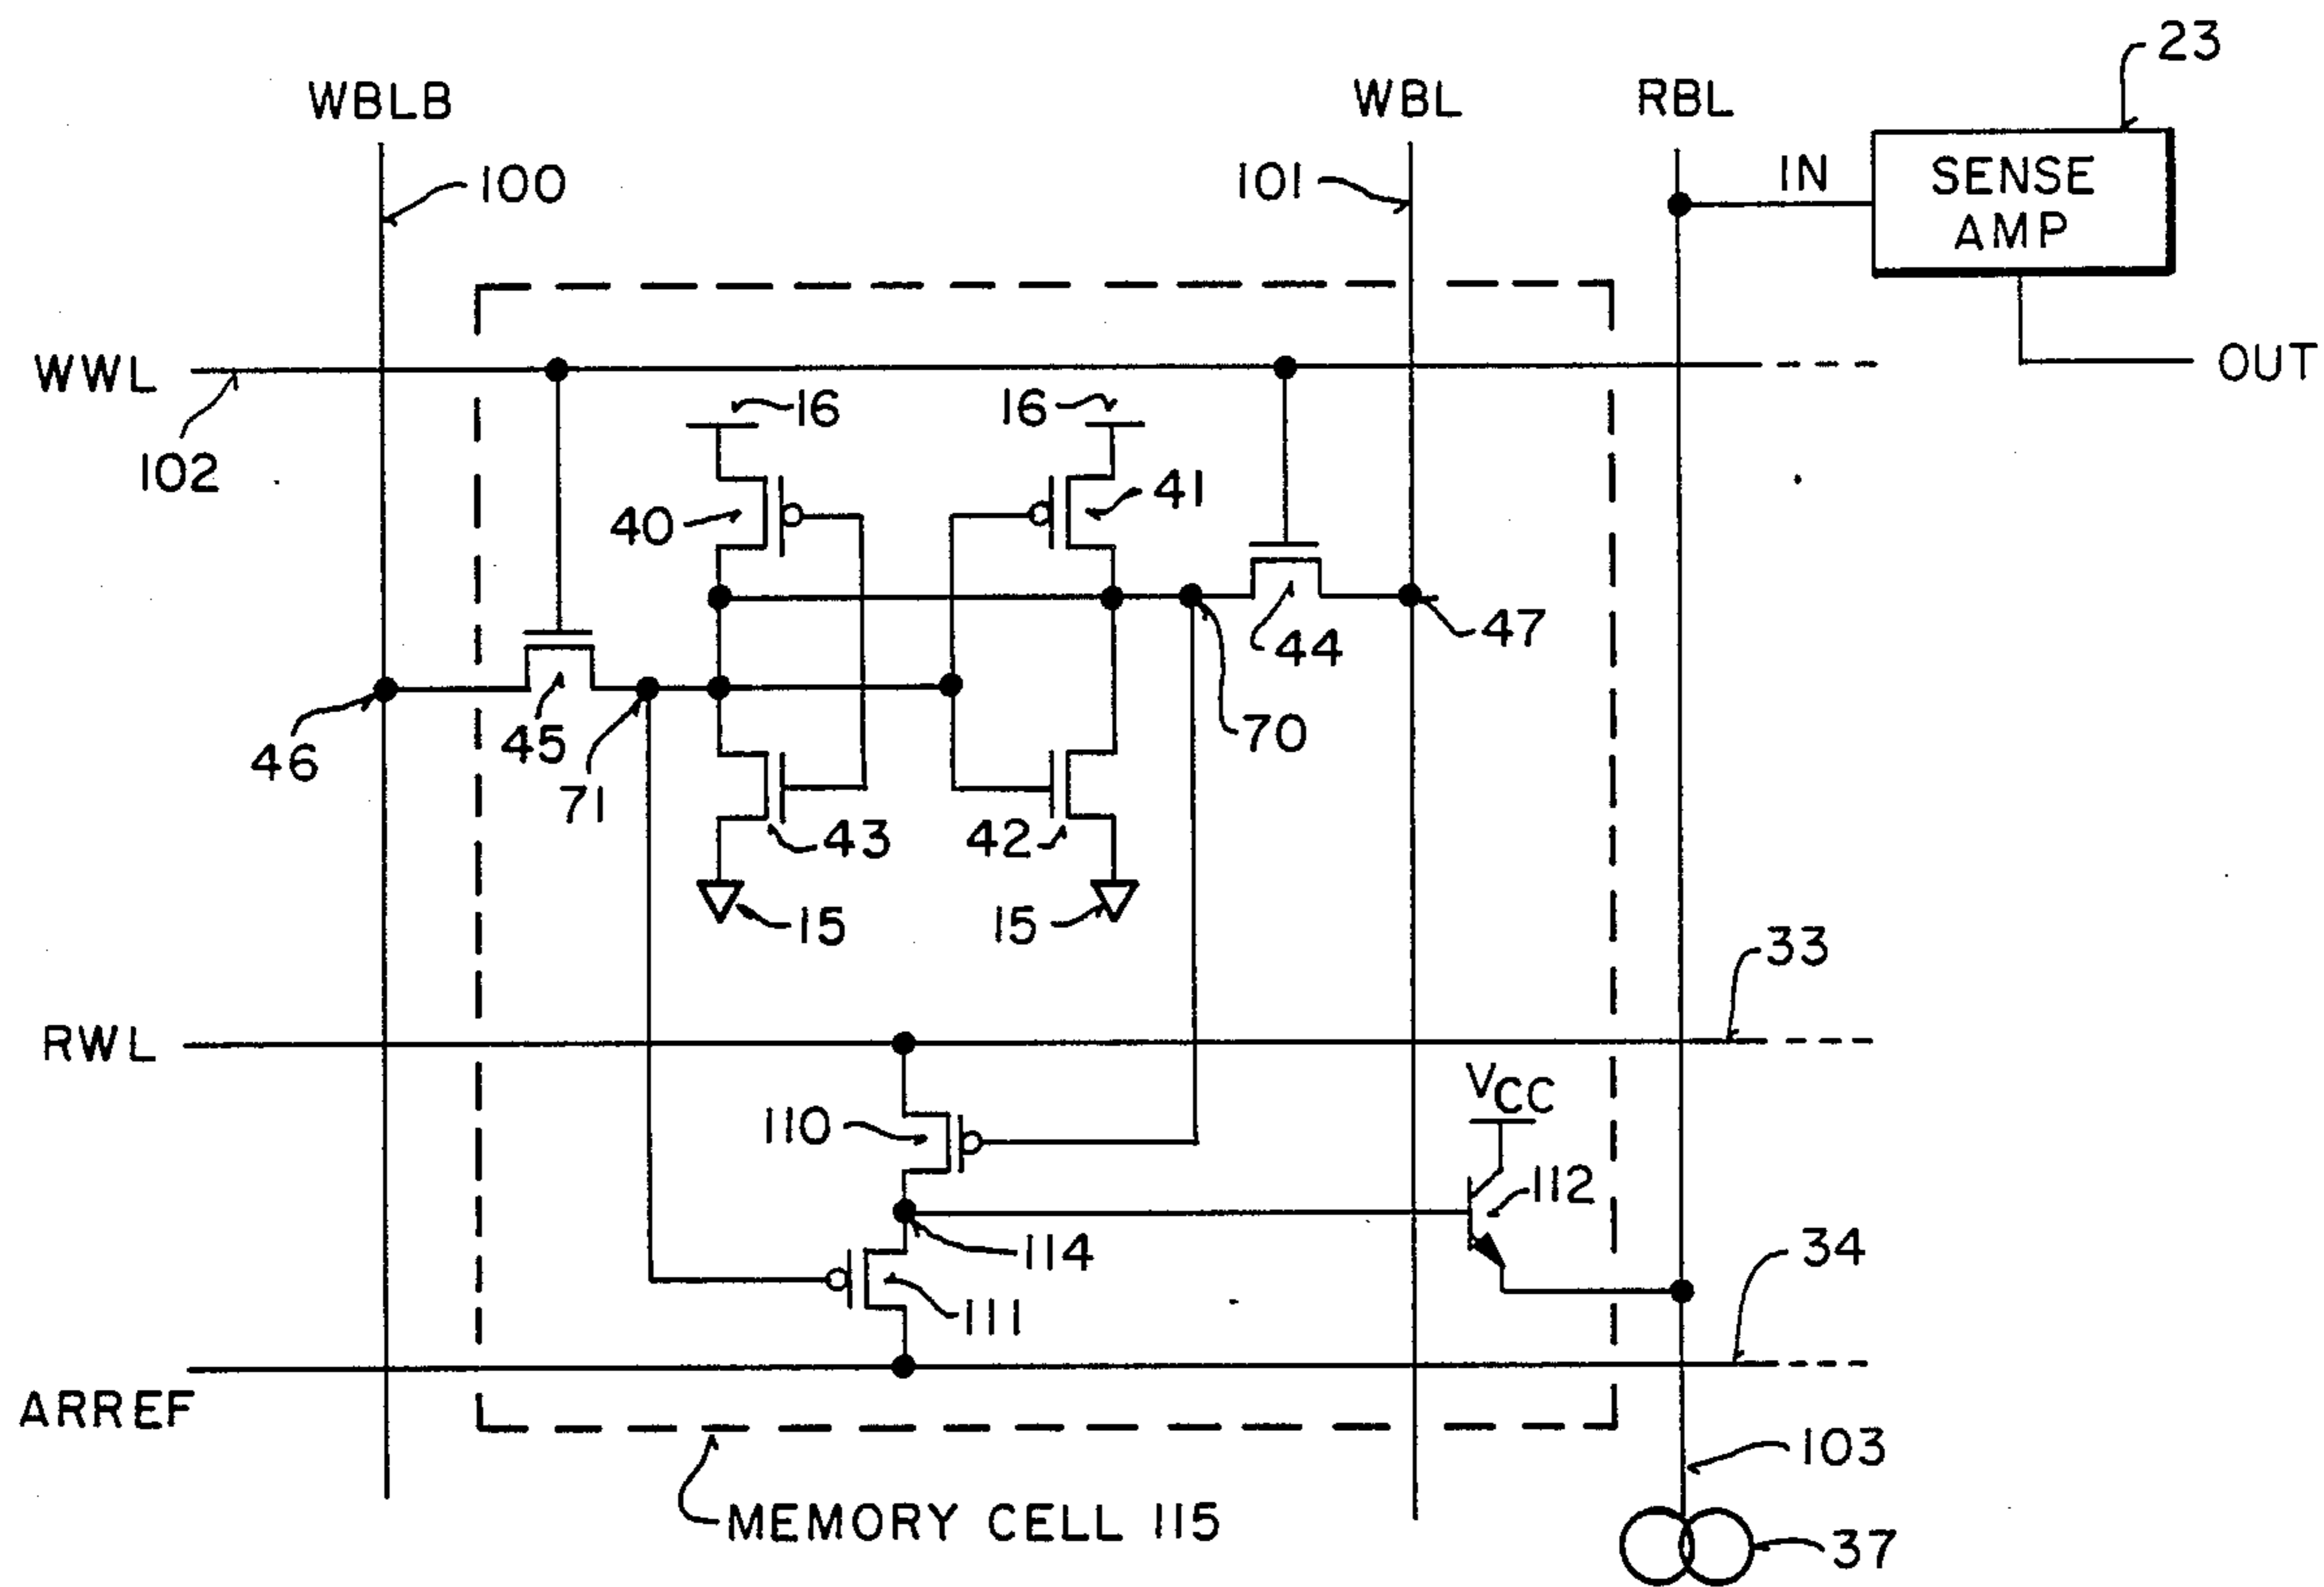 23
WBLB
WBL
RBL
100
101
IN
SENSE
AMP
WWL
OUT
102
16
16
40
41
44
47
46
45
71
70
43
42
15
15
33
RWL
VCC
110
112
114
34
111
ARREF
103
MEMORY CELL 115
37